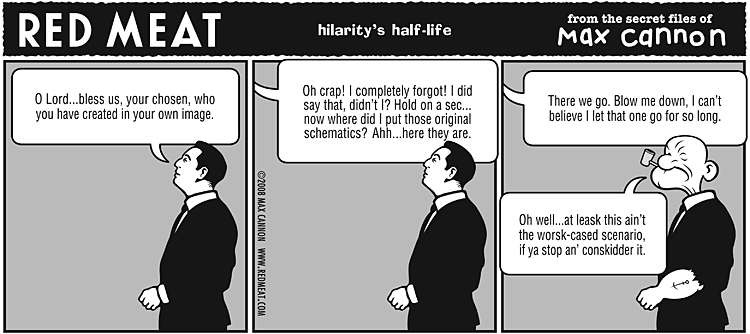 RED MEAT
hilarity's half-life
from the secret files of
Max cannon
O Lord...bless us, your chosen, who
you have created in your own image.
Oh crap! I completely forgot! I did
say that, didn't I? Hold on a sec...
now where did I put those original
schematics? Ahh...here they are.
©2008 MAX CANNON WWW.REDMEAT.COM
There we go. Blow me down, I can't
believe I let that one go for so long.
Oh well...at leask this ain't
the worsk-cased scenario,
if ya stop an' conskidder it.